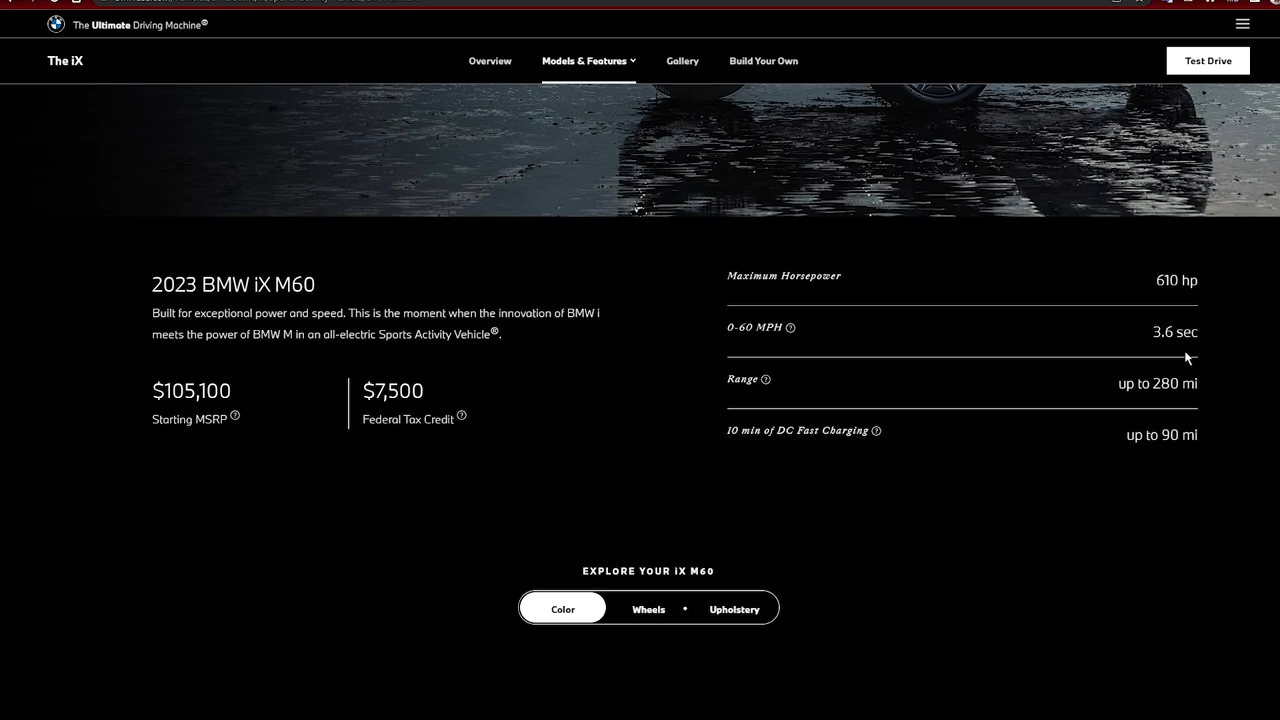 The Ultimate Driving Machine®
The iX
Overview
Models & Features
Gallery
Build Your Own
Test Drive
2023 BMW iX M60
Built for exceptional power and speed. This is the moment when the innovation of BMW i
meets the power of BMW M in an all-electric Sports Activity Vehicle®.
$105,100
Starting MSRP ?
$7,500
Federal Tax Credit ?
Maximum Horsepower
610 hp
0-60 MPH ?
3.6 sec
Range ?
up to 280 mi
10 min of DC Fast Charging ?
up to 90 mi
EXPLORE YOUR iX M60
Color
Wheels
Upholstery